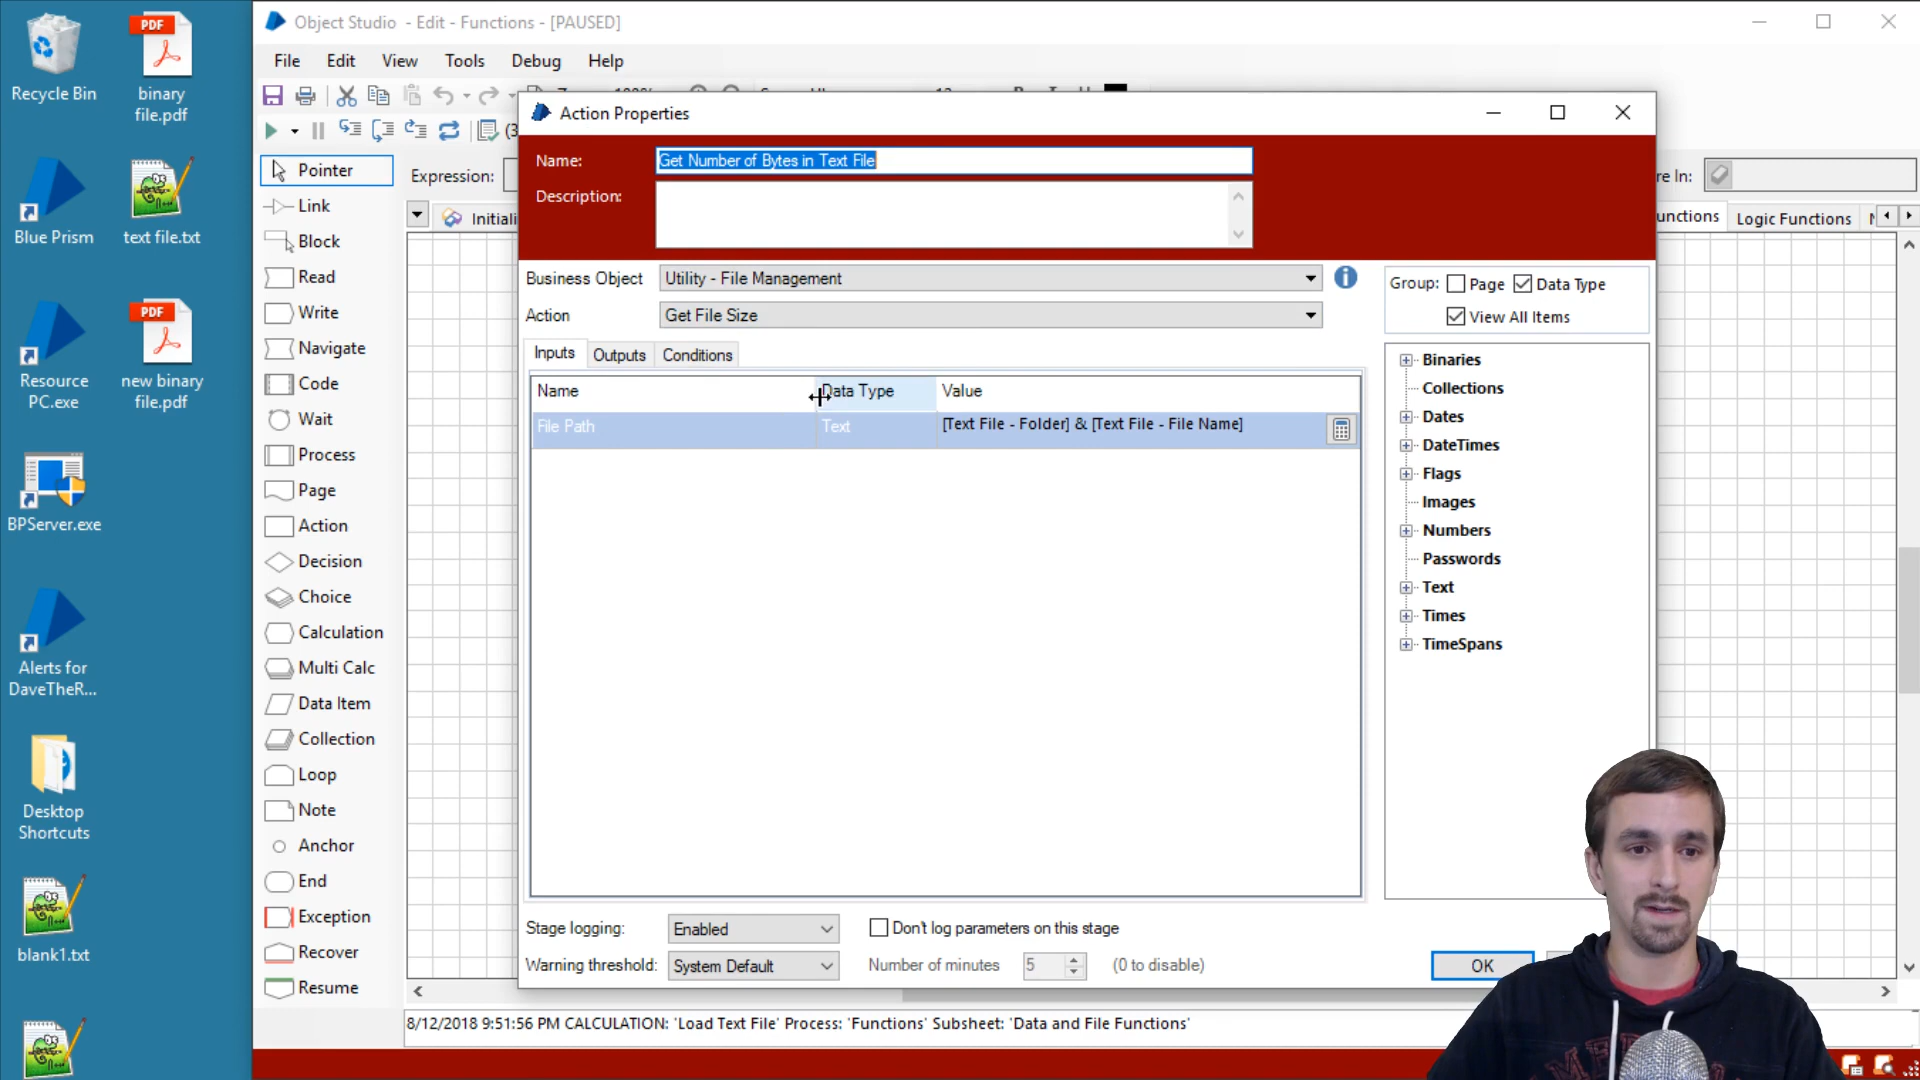 Recycle Bin
PDF
binary
file.pdf
Blue Prism
text file.txt
PDF
Resource
PC.exe
new binary
file.pdf
BPServer.exe
Alerts for
DaveTheR...
Desktop
Shortcuts
blank1.txt
Object Studio - Edit - Functions - [PAUSED]
File Edit View Tools Debug Help
Pointer
Link
Block
Read
Write
Navigate
Code
Wait
Process
Page
Action
Decision
Choice
Calculation
Multi Calc
Data Item
Collection
Loop
Note
Anchor
End
Exception
Recover
Resume
Expression:
Initiali
re In:
unctions
Logic Functions
Action Properties
Name: Get Number of Bytes in Text File
Description:
Business Object Utility - File Management
Action Get File Size
Inputs Outputs Conditions
Name Data Type Value
File Path Text [Text File - Folder] & [Text File - File Name]
Group: Page Data Type
View All Items
Binaries
Collections
Dates
DateTimes
Flags
Images
Numbers
Passwords
Text
Times
TimeSpans
Stage logging: Enabled Don't log parameters on this stage
Warning threshold: System Default Number of minutes 5 (0 to disable)
OK
8/12/2018 9:51:56 PM CALCULATION: 'Load Text File' Process: 'Functions' Subsheet: 'Data and File Functions'